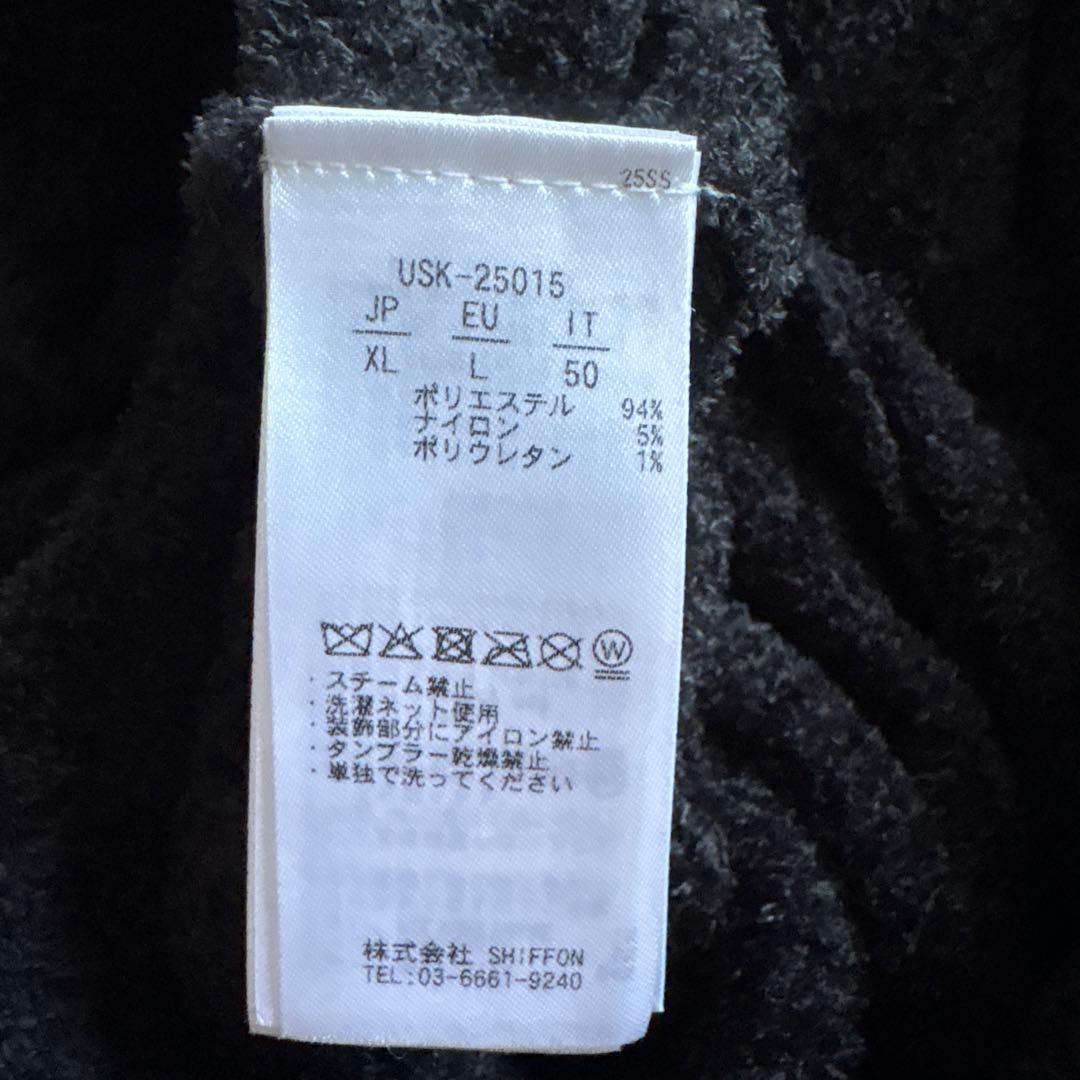 25SS
USK-25015
JP EU IT
XL L 50
ポリエステル 94%
ナイロン 5%
ポリウレタン 1%
W
・スチーム禁止
・洗濯ネット使用
・装飾部分にアイロン禁止
・タンブラー乾燥禁止
・単独で洗ってください
株式会社 SHIFFON
TEL:03-6661-9240